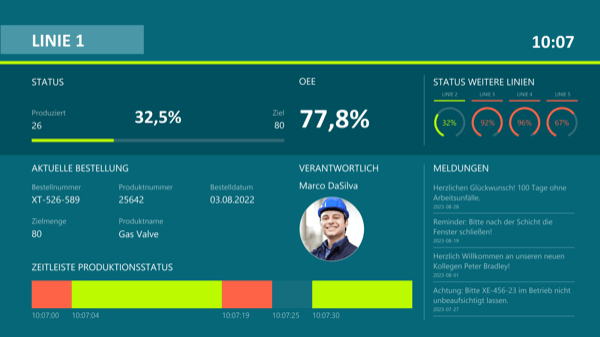 LINIE 1
10:07
STATUS
Produziert
26
32,5%
Ziel
80
OEE
77,8%
STATUS WEITERE LINIEN
LINIE 2
LINIE 3
LINIE 4
LINIE 5
32%
92%
96%
67%
AKTUELLE BESTELLUNG
Bestellnummer
XT-526-589
Produktnummer
25642
Bestelldatum
03.08.2022
Zielmenge
80
Produktname
Gas Valve
VERANTWORTLICH
Marco DaSilva
MELDUNGEN
Herzlichen Glückwunsch! 100 Tage ohne
Arbeitsunfälle.
2023-08-28
Reminder: Bitte nach der Schicht die
Fenster schließen!
2023-08-19
Herzlich Willkommen an unseren neuen
Kollegen Peter Bradley!
2023-08-01
Achtung: Bitte XE-456-23 im Betrieb nicht
unbeaufsichtigt lassen.
2023-07-27
ZEITLEISTE PRODUKTIONSSTATUS
10:07:00
10:07:04
10:07:19
10:07:25
10:07:30